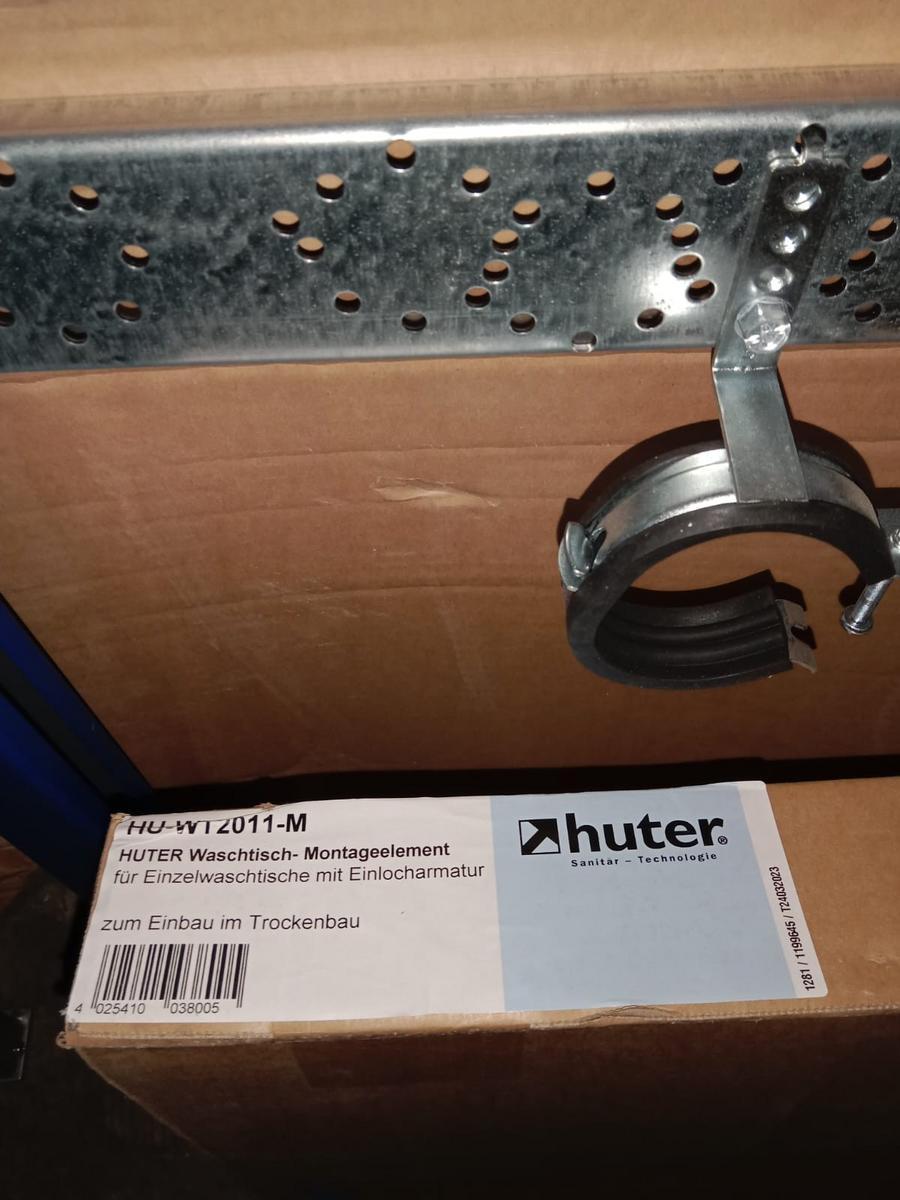 HU-WT2011-M
HUTER Waschtisch- Montageelement
für Einzelwaschtische mit Einlocharmatur
zum Einbau im Trockenbau
4 025410 038005
huter®
Sanitär – Technologie
1281 / 1199645 / T24032023